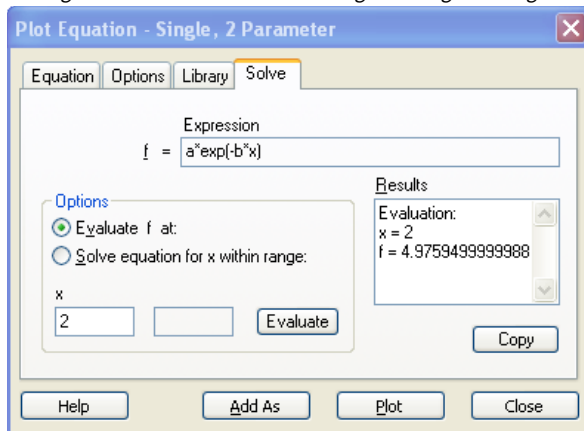 Plot Equation - Single, 2 Parameter
Equation Options Library Solve
Expression
f = a*exp(-b*x)
Options
Evaluate f at:
Solve equation for x within range:
x
2
Evaluate
Results
Evaluation:
x = 2
f = 4.9759499999988
Copy
Help Add As Plot Close